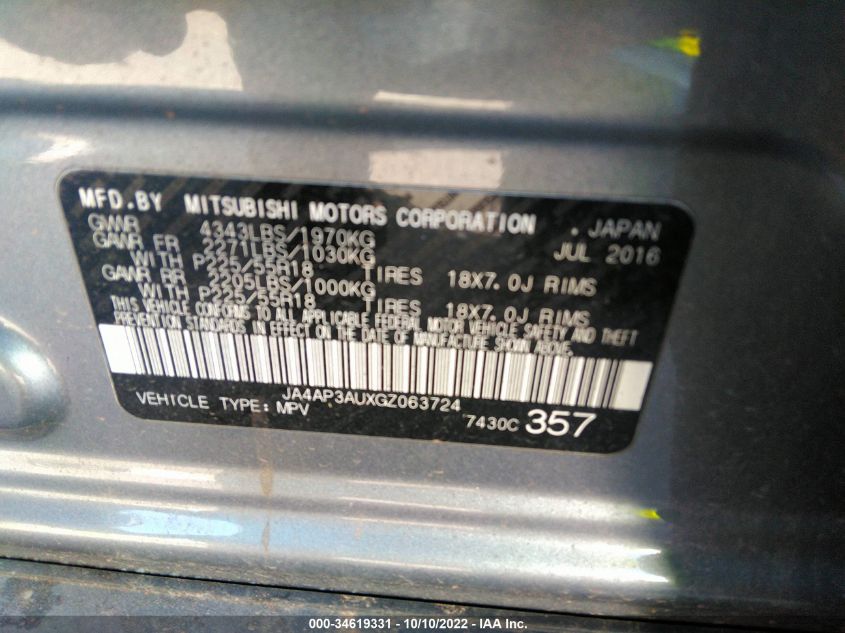 MFD.BY MITSUBISHI MOTORS CORPORATION . JAPAN
GVWR 4343LBS/1970KG JUL 2016
GAWR FR 2271LBS/1030KG
WITH P225/55R18 TIRES 18X7.0J RIMS
GAWR RR 2205LBS/1000KG
WITH P225/55R18 TIRES 18X7.0J RIMS
THIS VEHICLE CONFORMS TO ALL APPLICABLE FEDERAL MOTOR VEHICLE SAFETY AND THEFT
PREVENTION STANDARDS IN EFFECT ON THE DATE OF MANUFACTURE SHOWN ABOVE.
JA4AP3AUXGZ063724
VEHICLE TYPE: MPV 7430C 357
000-34619331 - 10/10/2022 - IAA Inc.